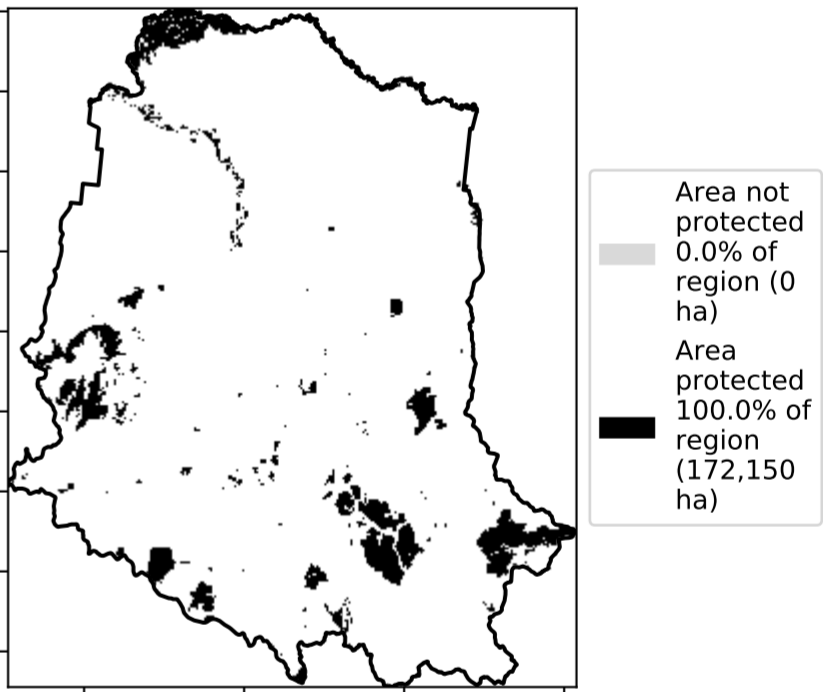 Area not
protected
0.0% of
region (0
ha)
Area
protected
100.0% of
region
(172,150
ha)